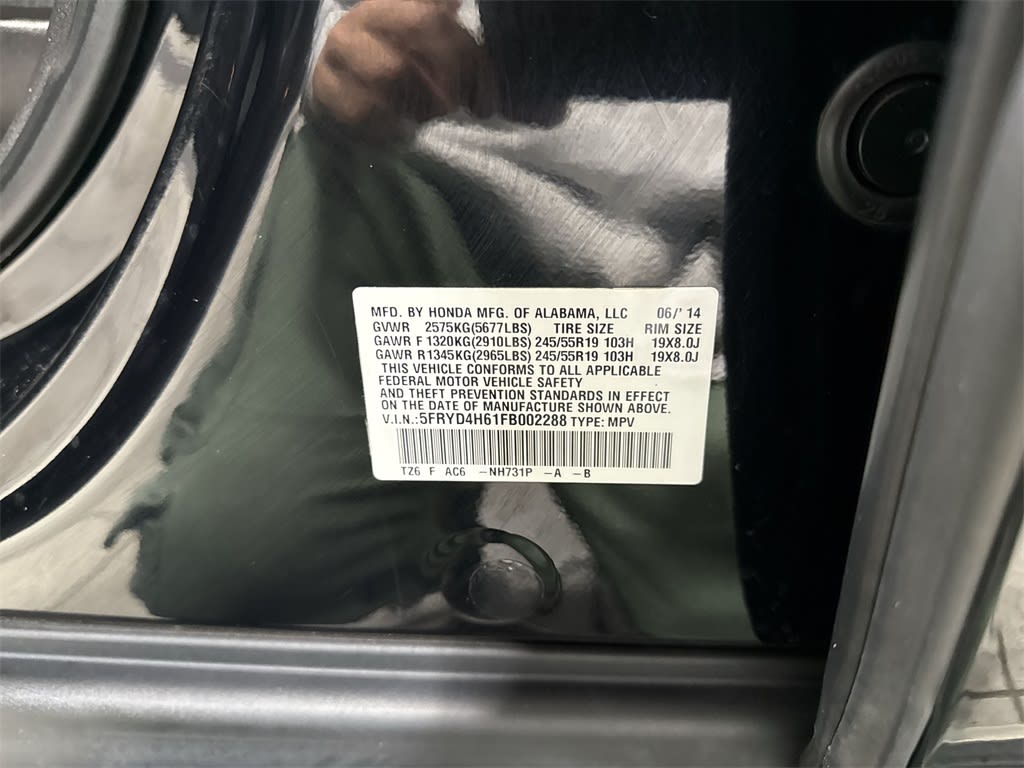 MFD. BY HONDA MFG. OF ALABAMA, LLC 06/' 14
GVWR 2575KG(5677LBS) TIRE SIZE RIM SIZE
GAWR F 1320KG(2910LBS) 245/55R19 103H 19X8.0J
GAWR R1345KG(2965LBS) 245/55R19 103H 19X8.0J
THIS VEHICLE CONFORMS TO ALL APPLICABLE
FEDERAL MOTOR VEHICLE SAFETY
AND THEFT PREVENTION STANDARDS IN EFFECT
ON THE DATE OF MANUFACTURE SHOWN ABOVE.
V.I.N.:5FRYD4H61FB002288 TYPE: MPV
TZ6 F AC6 -NH731P -A -B